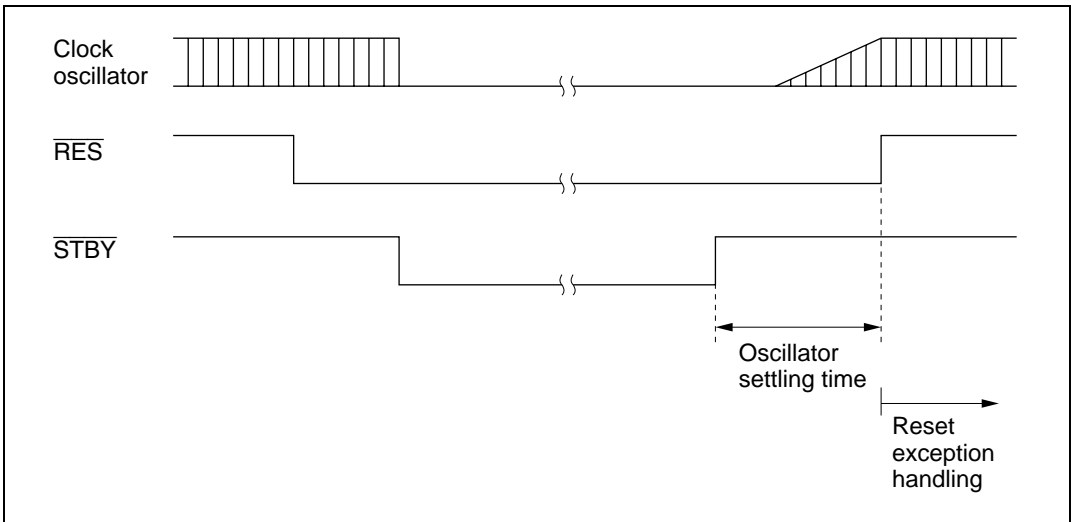 Clock
oscillator
RES
STBY
Oscillator
settling time
Reset
exception
handling